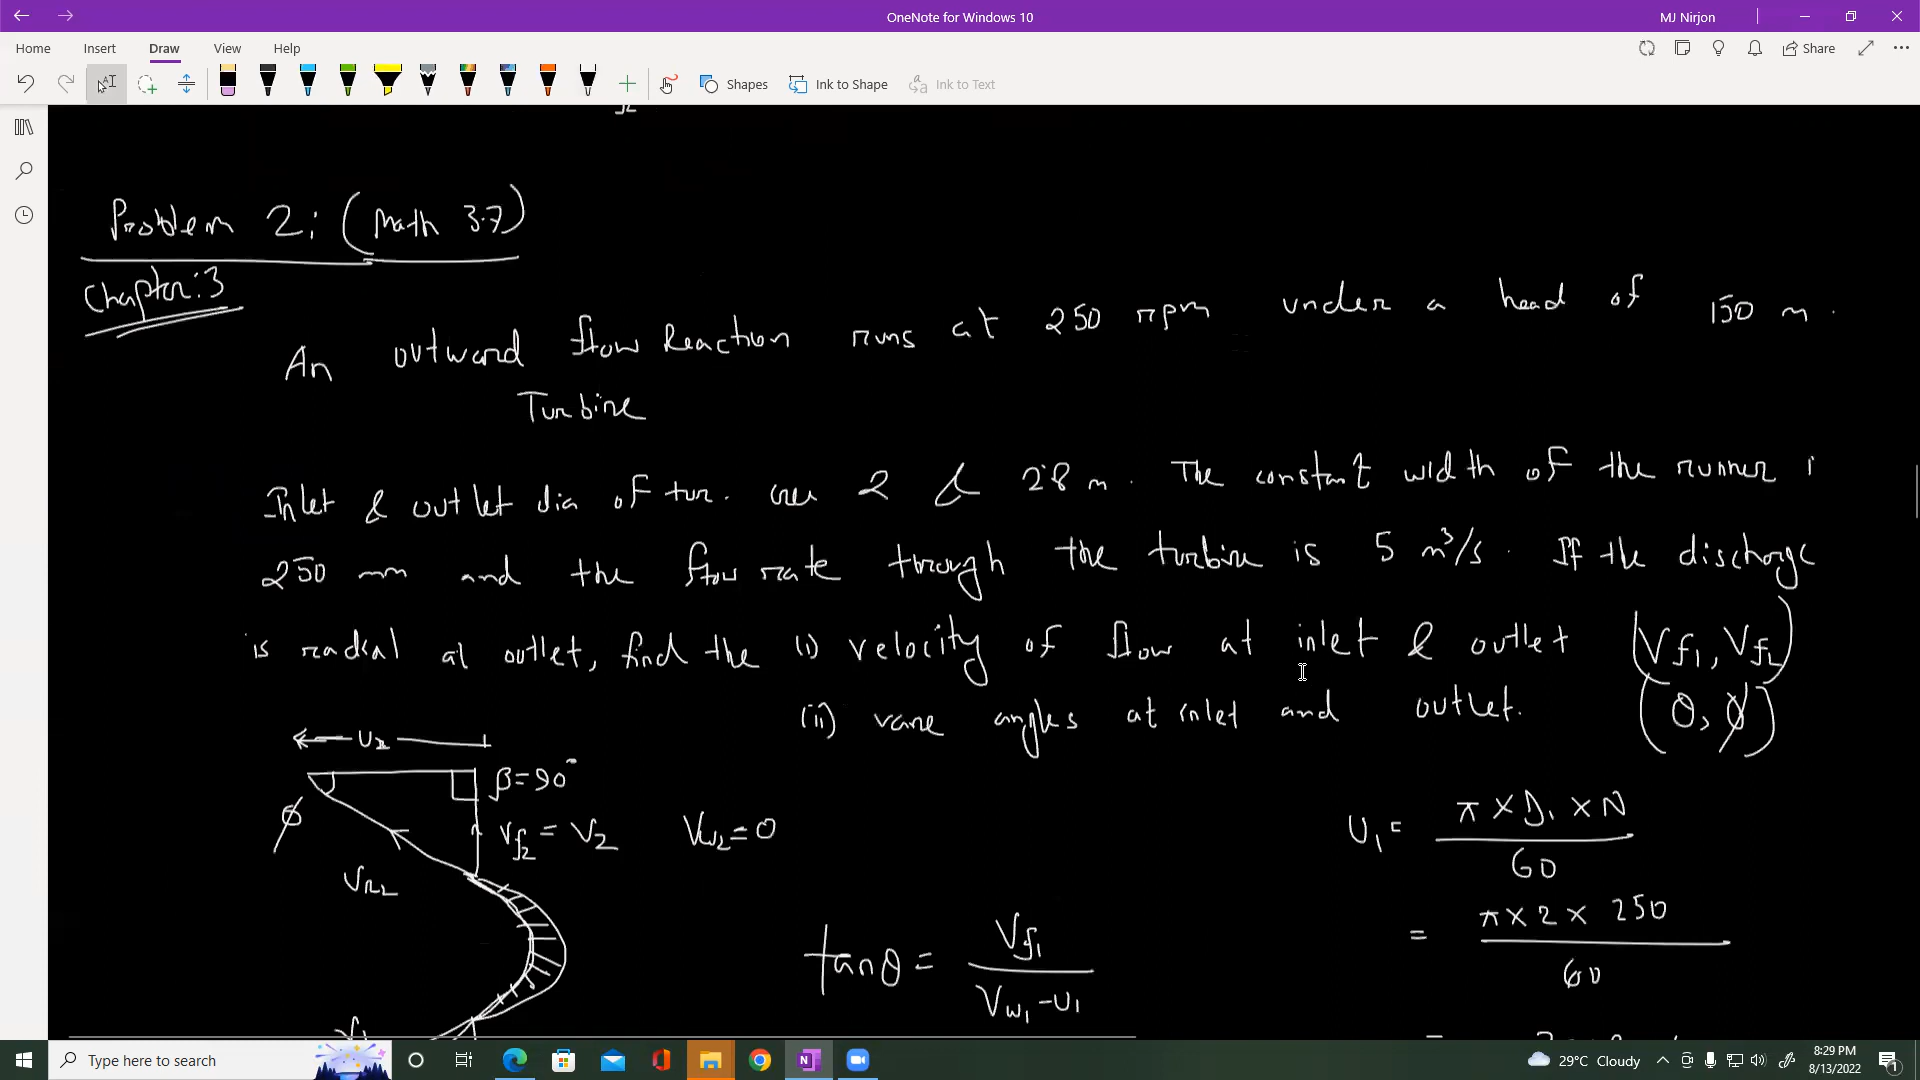 OneNote for Windows 10
MJ Nirjon
Home Insert Draw View Help
Share
Shapes Ink to Shape Ink to Text
Problem 2: (Math 3.7)
Chapter: 3
An outward flow Reaction runs at 250 rpm under a head of 150 m.
Turbine
Inlet & outlet dia of tur. are 2 & 2.8 m. The constant width of the runner i
250 mm and the flow rate through the turbine is 5 m³/s. If the discharge
is radial at outlet, find the (i) velocity of flow at inlet & outlet (Vf1, Vf2)
(ii) vane angles at inlet and outlet. (θ, ϕ)
U2
β=90°
ϕ
Vf2 = V2 Vw2=0
Vr2
U1 = π × D1 × N / 60
= π × 2 × 250 / 60
tanθ = Vf1 / Vw1 - U1
Type here to search
29°C Cloudy
8:29 PM
8/13/2022
1